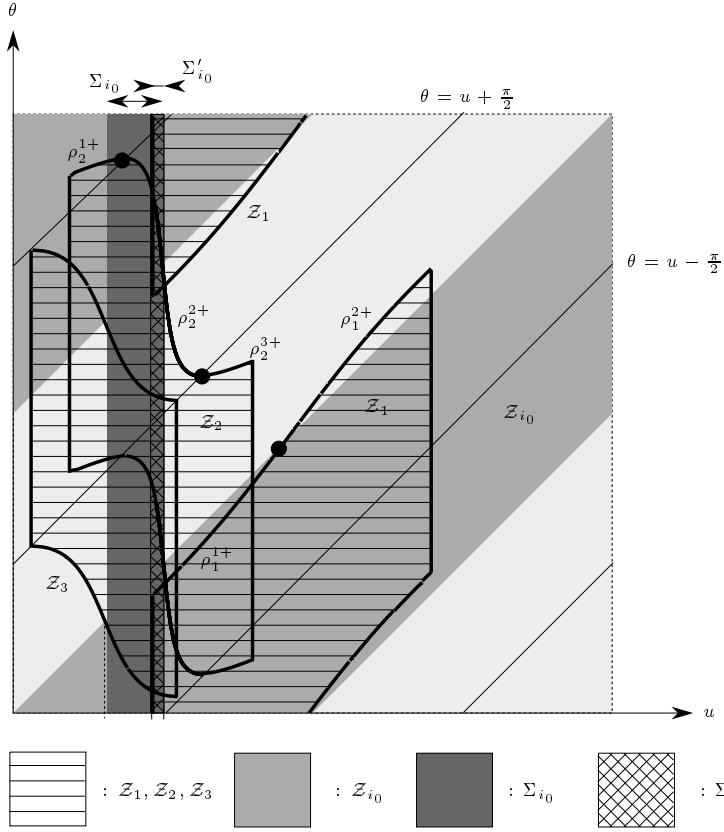 θ
Σ′_{i_0}
Σ_{i_0}
θ = u + π/2
ρ_2^{1+}
𝒵_1
θ = u − π/2
ρ_2^{2+}
ρ_1^{2+}
ρ_2^{3+}
𝒵_2
𝒵_1
𝒵_{i_0}
ρ_1^{1+}
𝒵_3
u
: 𝒵_1, 𝒵_2, 𝒵_3 : 𝒵_{i_0} : Σ_{i_0} :